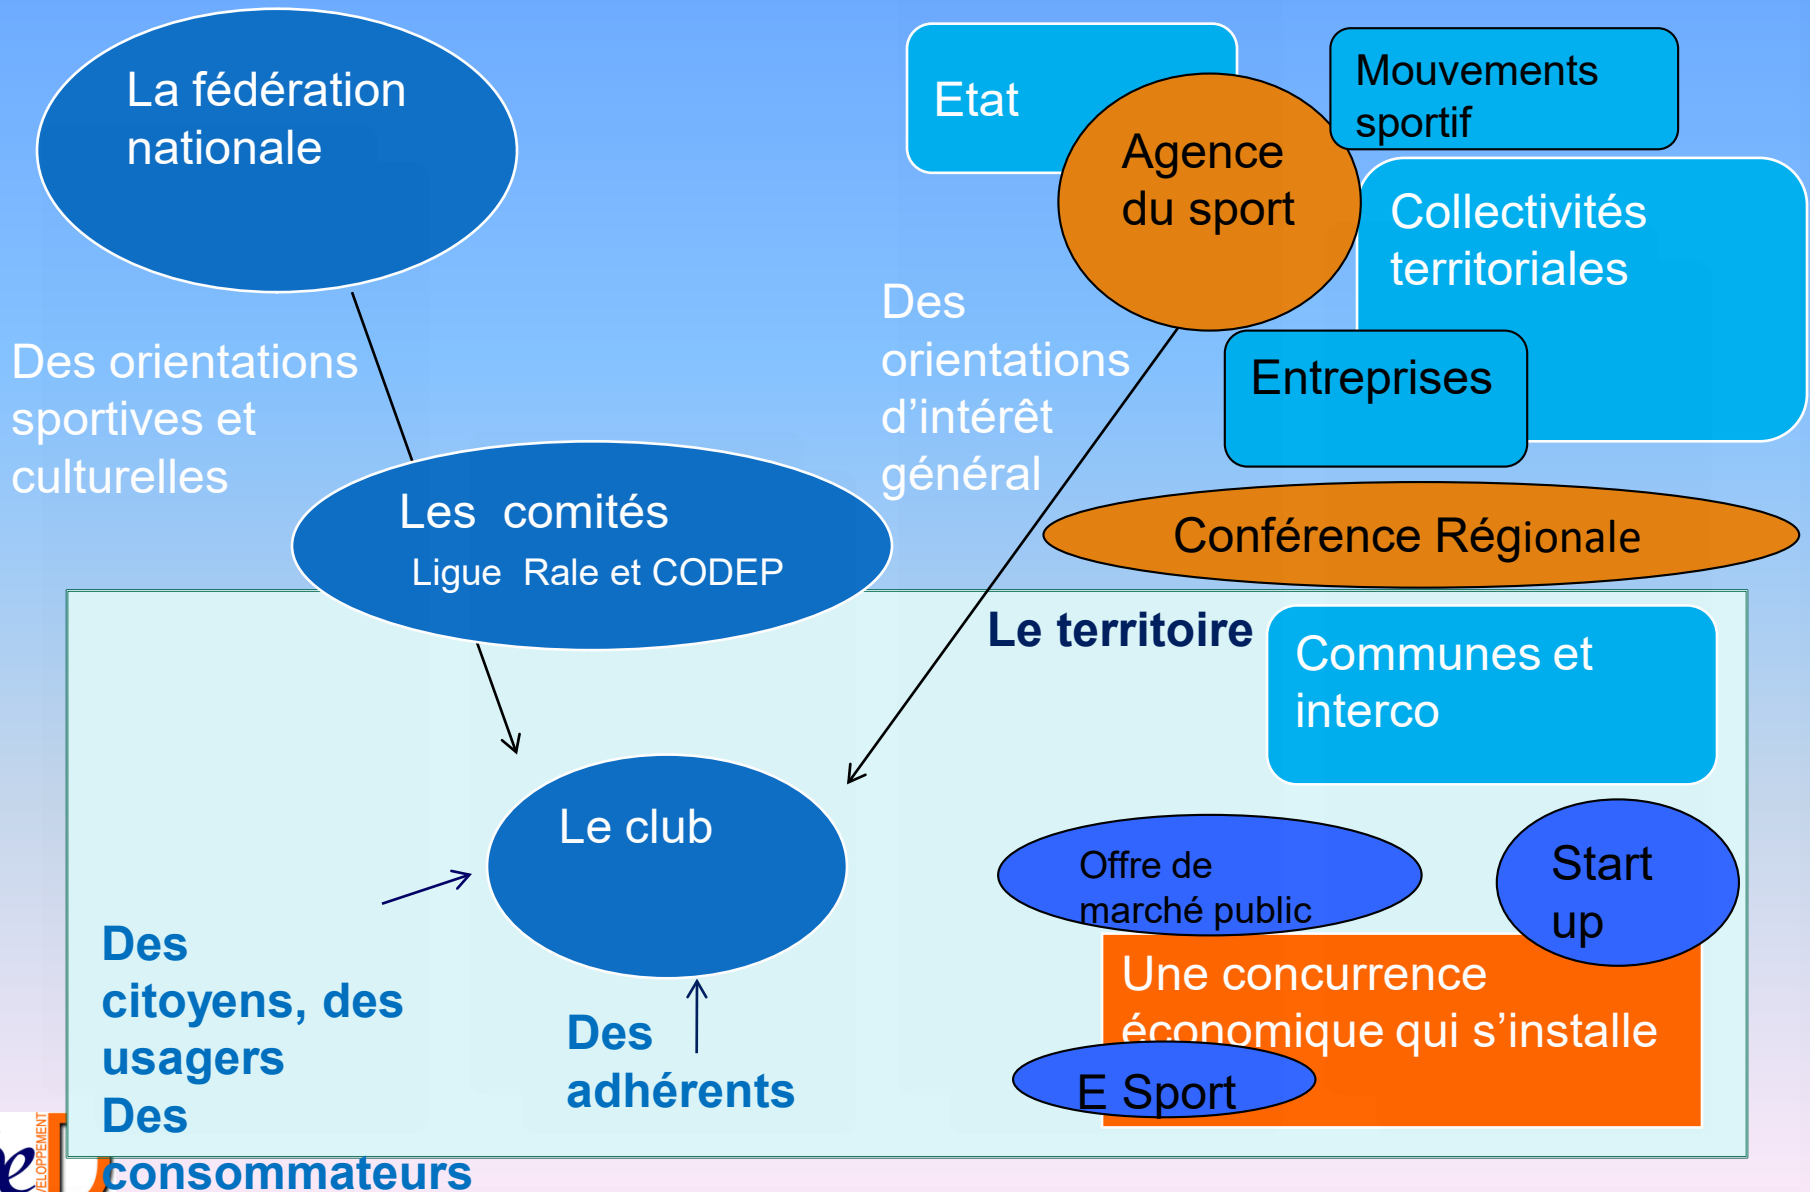 La fédération
nationale
Etat
Mouvements
sportif
Agence
du sport
Collectivités
territoriales
Des orientations
sportives et
culturelles
Des
orientations
d’intérêt
général
Entreprises
Les comités
Ligue Rale et CODEP
Conférence Régionale
Le territoire
Communes et
interco
Le club
Offre de
marché public
Start
up
Une concurrence
économique qui s’installe
E Sport
Des
citoyens, des
usagers
Des
consommateurs
Des
adhérents